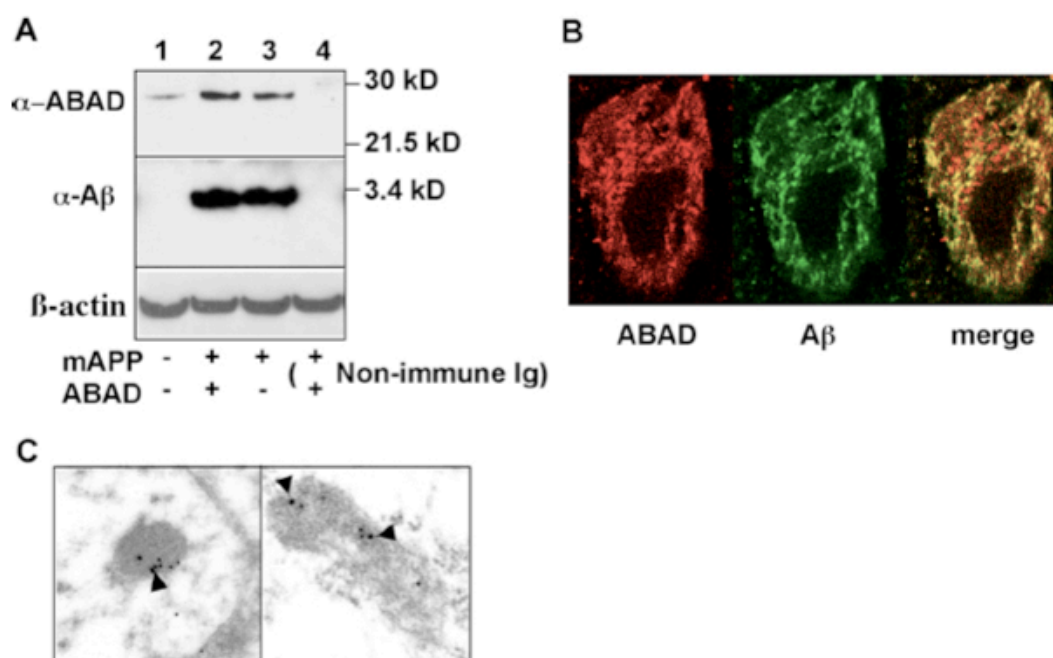 A
1 2 3 4
α–ABAD
30 kD
21.5 kD
α-Aβ
3.4 kD
ß-actin
mAPP - + + +
ABAD - + - +
( Non-immune Ig)
B
ABAD Aβ merge
C